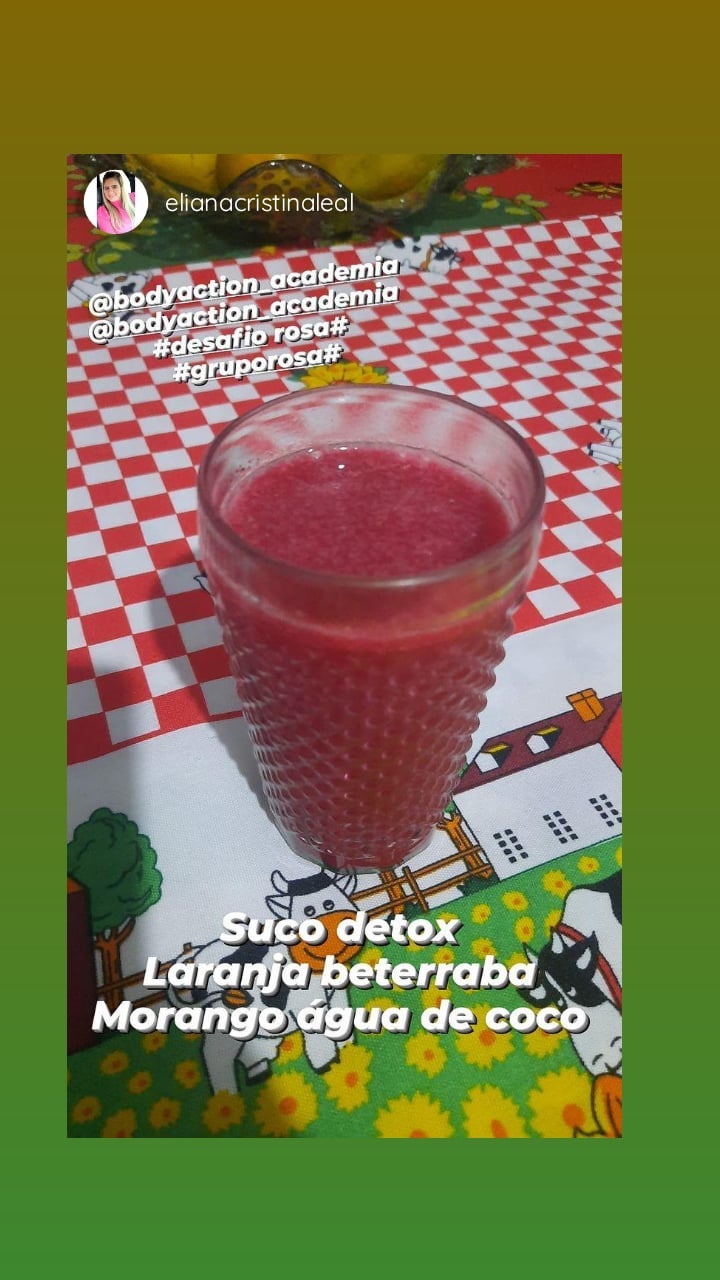 elianacristinaleal
@bodyaction_academia
@bodyaction_academia
#desafio rosa#
#gruporosa#
Suco detox
Laranja beterraba
Morango água de coco